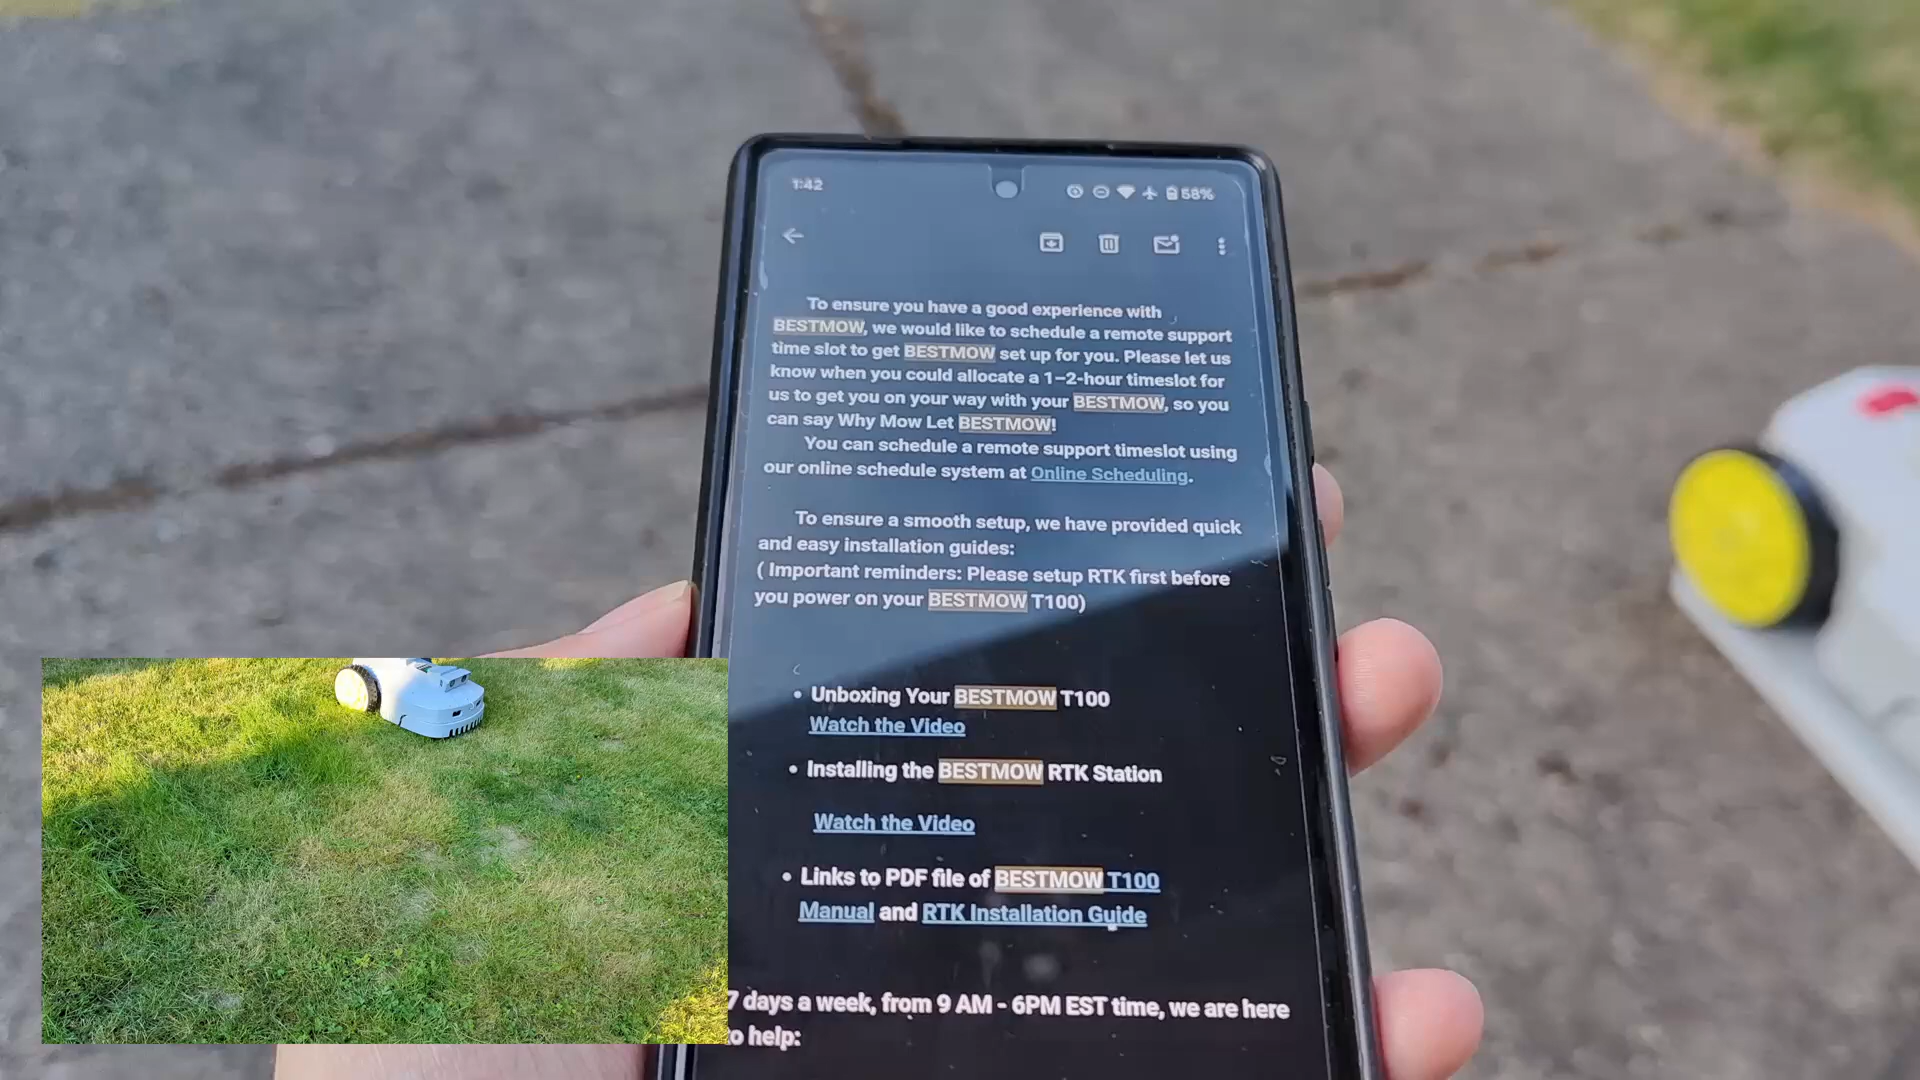 1:42
58%
To ensure you have a good experience with
BESTMOW, we would like to schedule a remote support
time slot to get BESTMOW set up for you. Please let us
know when you could allocate a 1–2-hour timeslot for
us to get you on your way with your BESTMOW, so you
can say Why Mow Let BESTMOW!
You can schedule a remote support timeslot using
our online schedule system at Online Scheduling.
To ensure a smooth setup, we have provided quick
and easy installation guides:
( Important reminders: Please setup RTK first before
you power on your BESTMOW T100)
• Unboxing Your BESTMOW T100
Watch the Video
• Installing the BESTMOW RTK Station
Watch the Video
• Links to PDF file of BESTMOW T100
Manual and RTK Installation Guide
7 days a week, from 9 AM - 6PM EST time, we are here
to help: